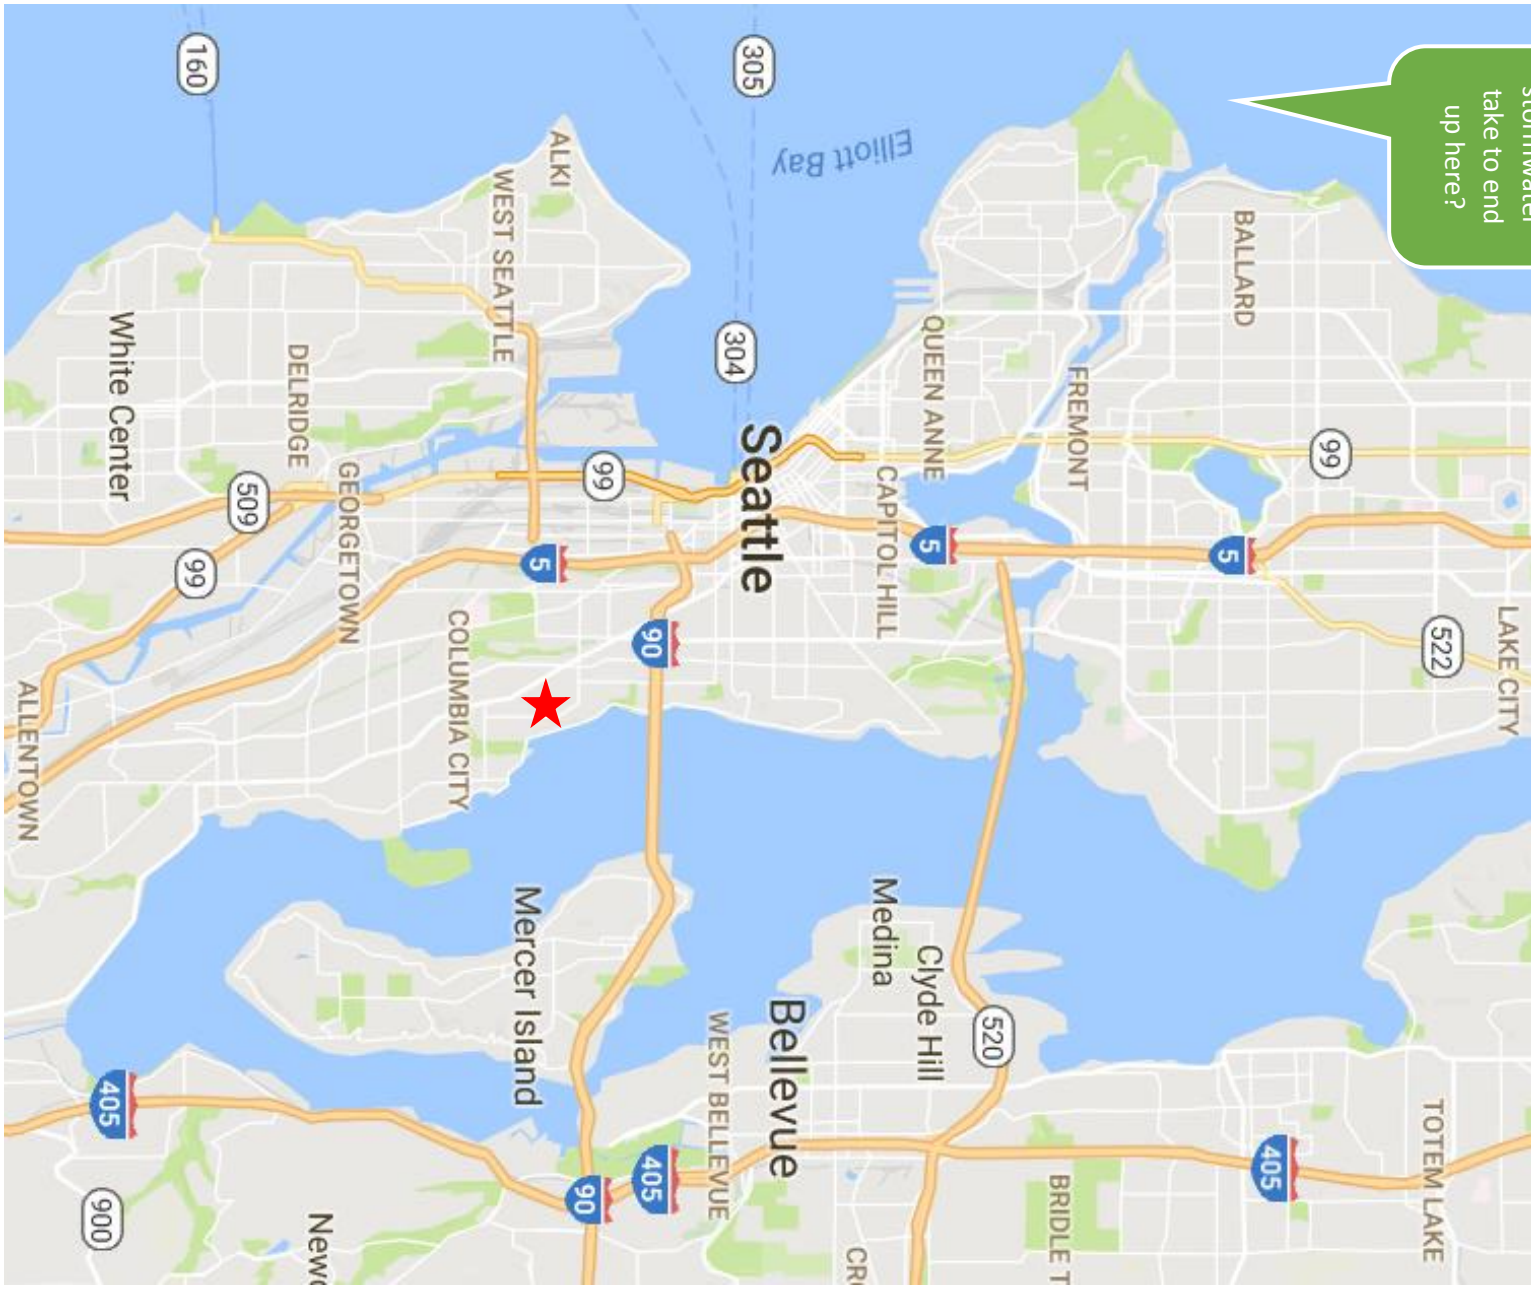 stormwater
take to end
up here?
LAKE CITY
522
TOTEM LAKE
99
405
BALLARD
5
FREMONT
BRIDLE T
520
QUEEN ANNE
5
Clyde Hill
Elliott Bay
CAPITOL HILL
Medina
CRO
Bellevue
305
Seattle
304
WEST BELLEVUE
90
405
99
90
ALKI
5
Mercer Island
WEST SEATTLE
COLUMBIA CITY
GEORGETOWN
Newc
DELRIDGE
509
160
99
White Center
405
900
ALLENTOWN